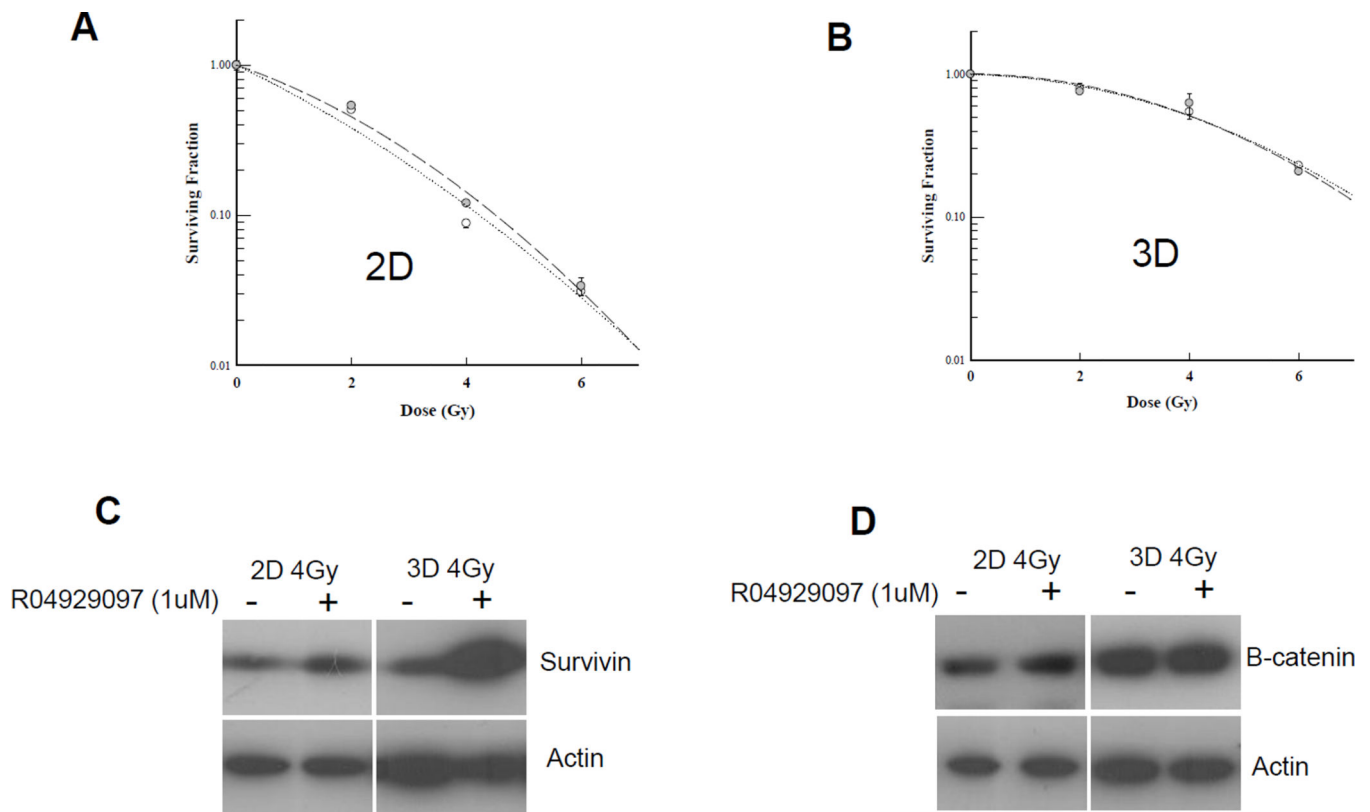 A
Surviving Fraction
1.00
0.10
0.01
2D
0 2 4 6
Dose (Gy)
B
Surviving Fraction
1.00
0.10
0.01
3D
0 2 4 6
Dose (Gy)
C
2D 4Gy 3D 4Gy
R04929097 (1uM) - + - +
Survivin
Actin
D
2D 4Gy 3D 4Gy
R04929097 (1uM) - + - +
B-catenin
Actin